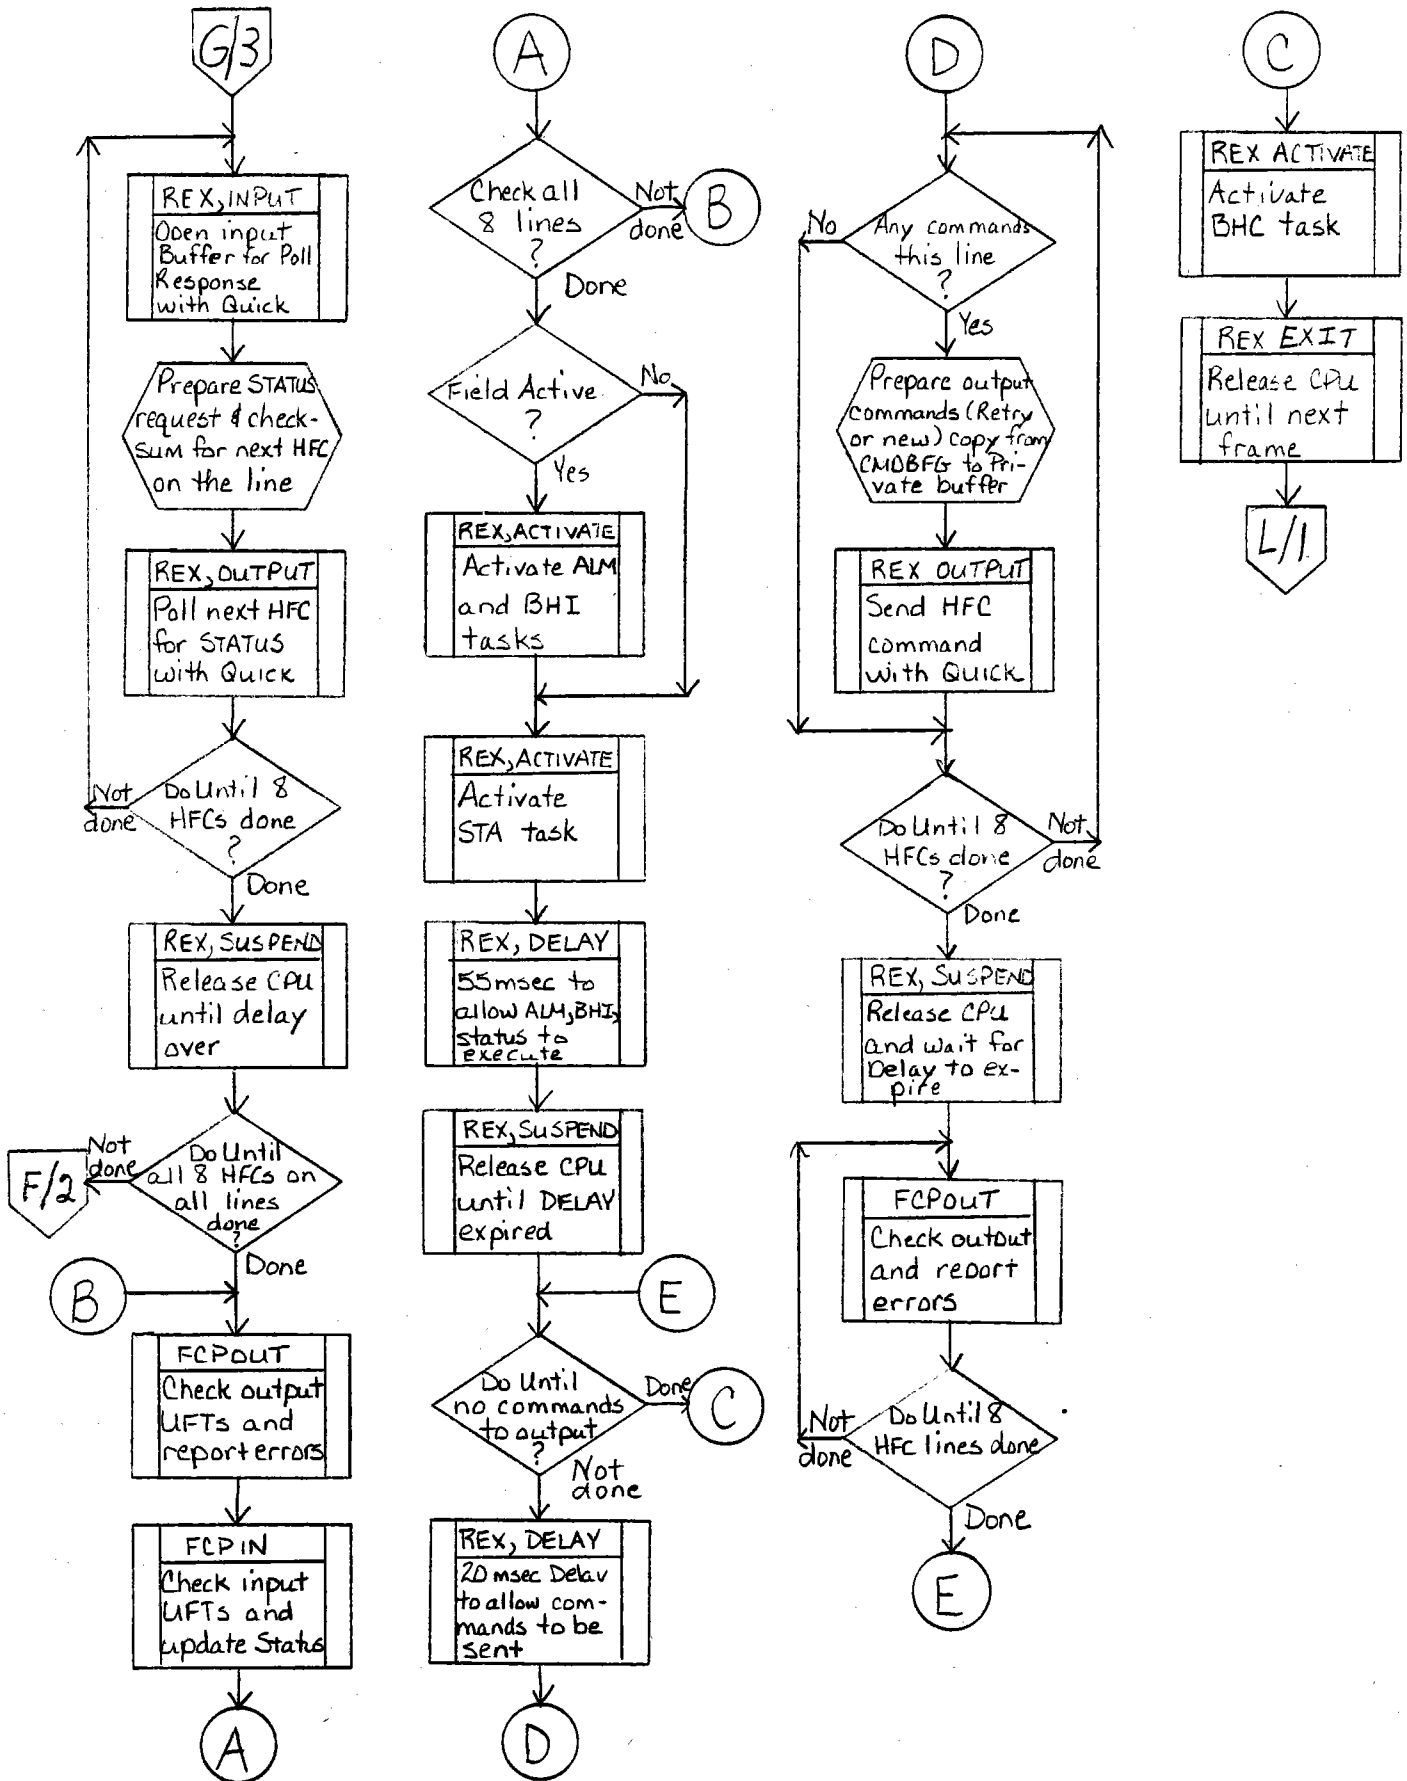 G/3
REX, INPUT
Open input
Buffer for Poll
Response
with Quick
Prepare STATUS
request & check-
sum for next HFC
on the line
REX, OUTPUT
Poll next HFC
for STATUS
with Quick
Do Until 8
HFCs done
?
Not
done
Done
REX, SUSPEND
Release CPU
until delay
over
Do Until
all 8 HFCs on
all lines
done
?
Not
done
F/2
Done
B
FCPOUT
Check output
UFTs and
report errors
FCPIN
Check input
UFTs and
update Status
A
A
Check all
8 lines
?
Not
done
B
Done
Field Active
?
No
Yes
REX, ACTIVATE
Activate ALM
and BHI
tasks
REX, ACTIVATE
Activate
STA task
REX, DELAY
55msec to
allow ALM, BHI,
status to
execute
REX, SUSPEND
Release CPU
until DELAY
expired
E
Do Until
no commands
to output
?
Done
C
Not
done
REX, DELAY
20 msec Delay
to allow com-
mands to be
sent
D
D
Any commands
this line
?
No
Yes
Prepare output
commands (Retry
or new) copy from
CMDBFG to Pri-
vate buffer
REX OUTPUT
Send HFC
command
with Quick
Do Until 8
HFCs done
?
Not
done
Done
REX, SUSPEND
Release CPU
and wait for
Delay to ex-
pire
FCPOUT
Check output
and report
errors
Do Until 8
HFC lines done
Not
done
Done
E
C
REX ACTIVATE
Activate
BHC task
REX EXIT
Release CPU
until next
frame
L/1